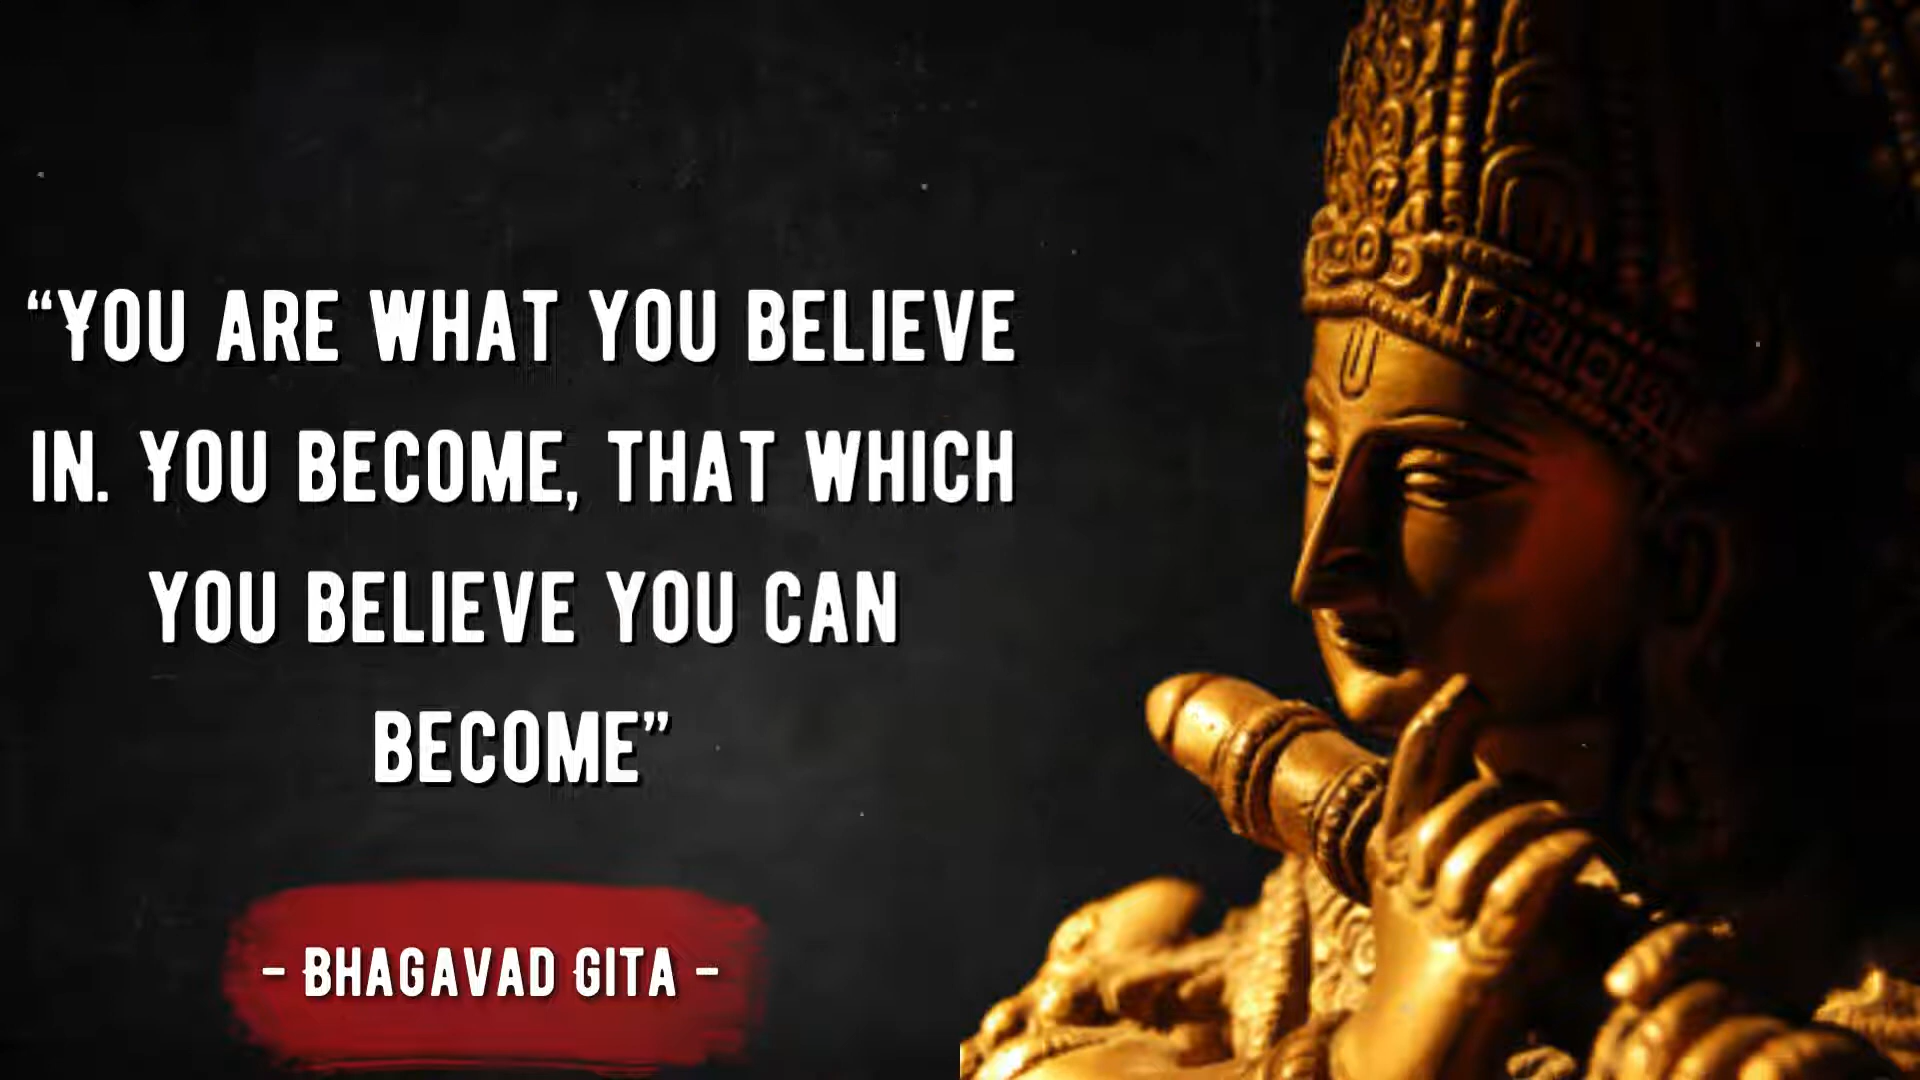 “YOU ARE WHAT YOU BELIEVE
IN. YOU BECOME, THAT WHICH
YOU BELIEVE YOU CAN
BECOME”
- BHAGAVAD GITA -